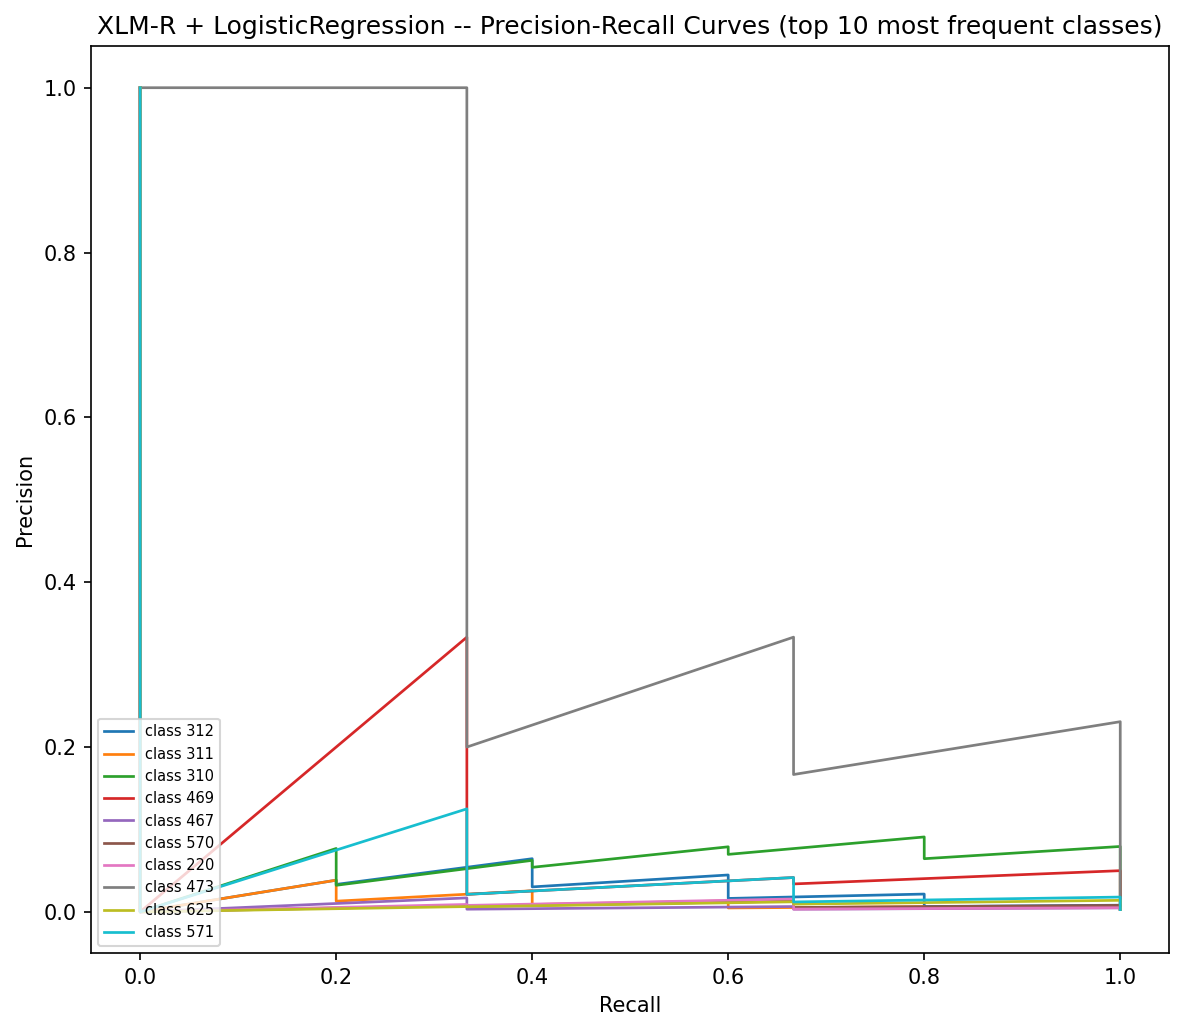 XLM-R + LogisticRegression -- Precision-Recall Curves (top 10 most frequent classes)
1.0
0.8
0.6
0.4
0.2
0.0
Precision
class 312
class 311
class 310
class 469
class 467
class 570
class 220
class 473
class 625
class 571
0.0 0.2 0.4 0.6 0.8 1.0
Recall